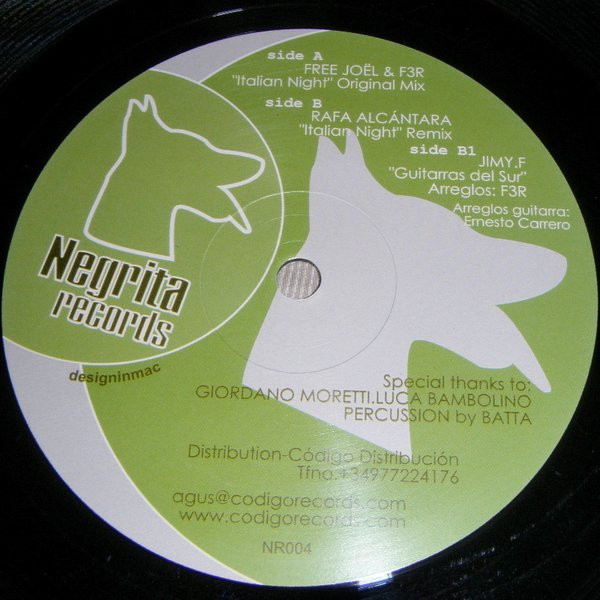 side A
FREE JOËL & F3R
"Italian Night" Original Mix
side B
RAFA ALCÁNTARA
"Italian Night" Remix
side B1
JIMY.F
"Guitarras del Sur"
Arreglos: F3R
Arreglos guitarra:
Ernesto Carrero
Negrita
records
designinmac
Special thanks to:
GIORDANO MORETTI.LUCA BAMBOLINO
PERCUSSION by BATTA
Distribution-Código Distribución
Tfno.+34977224176
agus@codigorecords.com
www.codigorecords.com
NR004